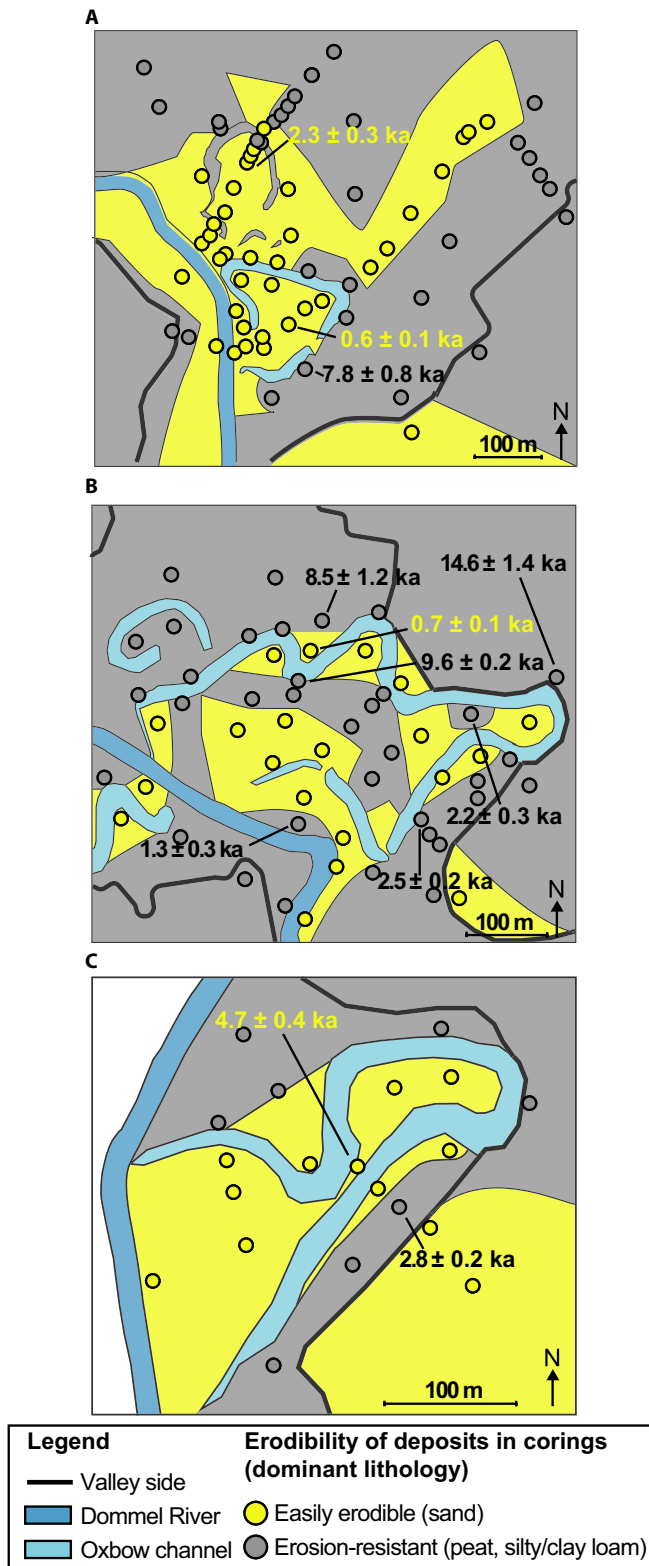 A
2.3 ± 0.3 ka
0.6 ± 0.1 ka
7.8 ± 0.8 ka
N
100 m
B
14.6 ± 1.4 ka
8.5 ± 1.2 ka
0.7 ± 0.1 ka
9.6 ± 0.2 ka
2.2 ± 0.3 ka
1.3 ± 0.3 ka
2.5 ± 0.2 ka
N
100 m
C
4.7 ± 0.4 ka
2.8 ± 0.2 ka
N
100 m
Legend
Valley side
Dommel River
Oxbow channel
Erodibility of deposits in corings
(dominant lithology)
Easily erodible (sand)
Erosion-resistant (peat, silty/clay loam)